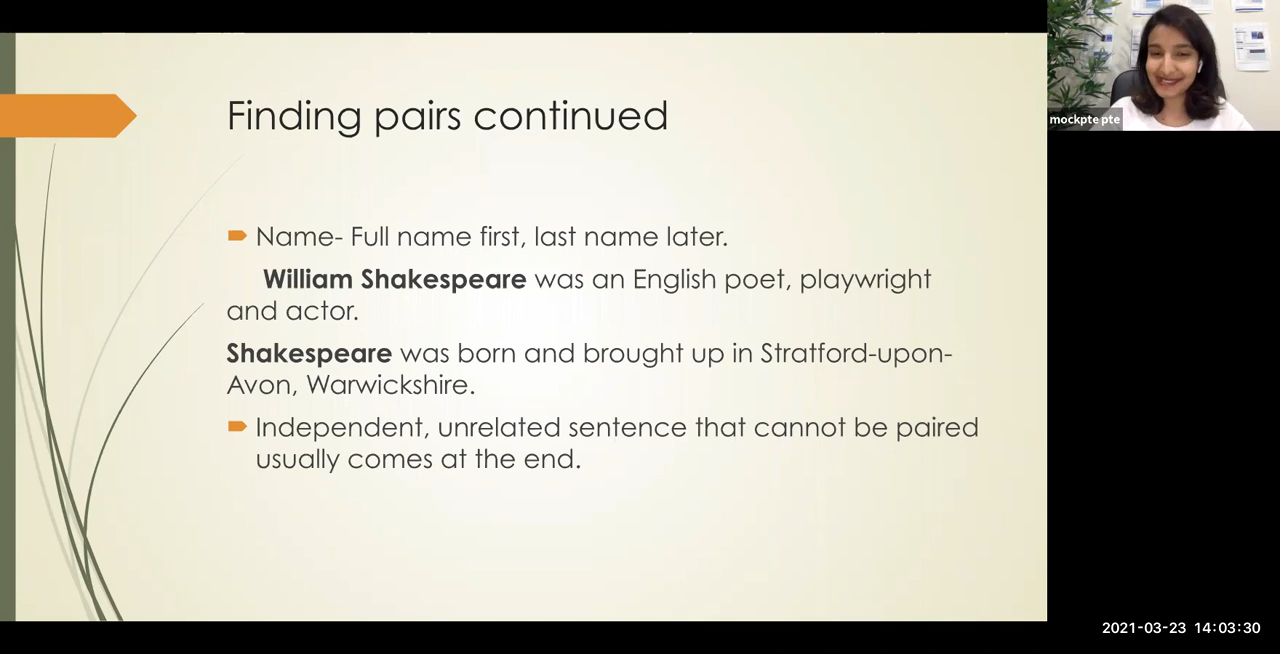 Finding pairs continued
Name- Full name first, last name later.
William Shakespeare was an English poet, playwright
and actor.
Shakespeare was born and brought up in Stratford-upon-
Avon, Warwickshire.
Independent, unrelated sentence that cannot be paired
usually comes at the end.
mockpte pte
2021-03-23 14:03:30